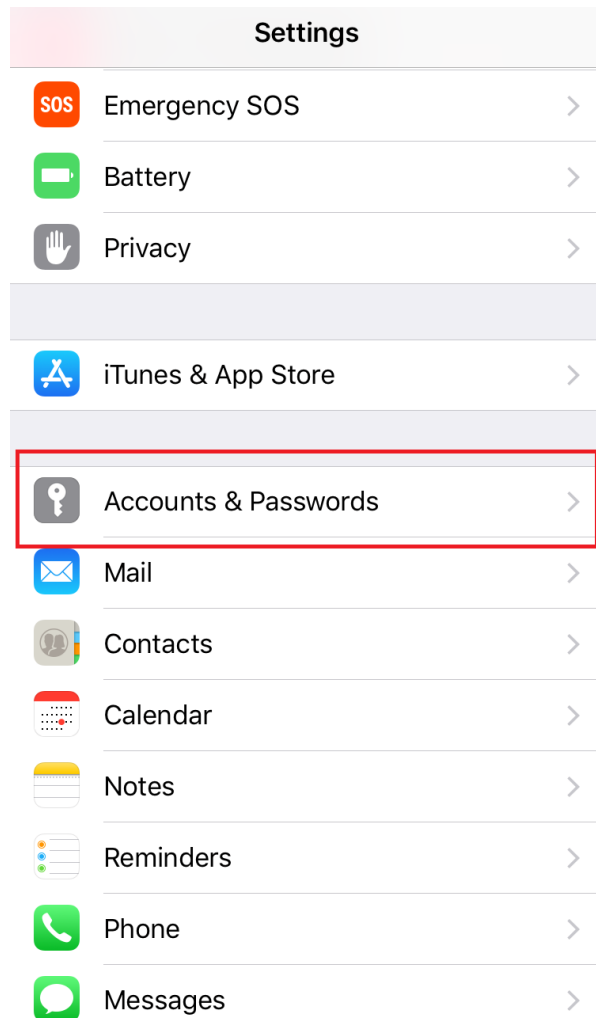 Settings
SOS Emergency SOS
Battery
Privacy
iTunes & App Store
Accounts & Passwords
Mail
Contacts
Calendar
Notes
Reminders
Phone
Messages